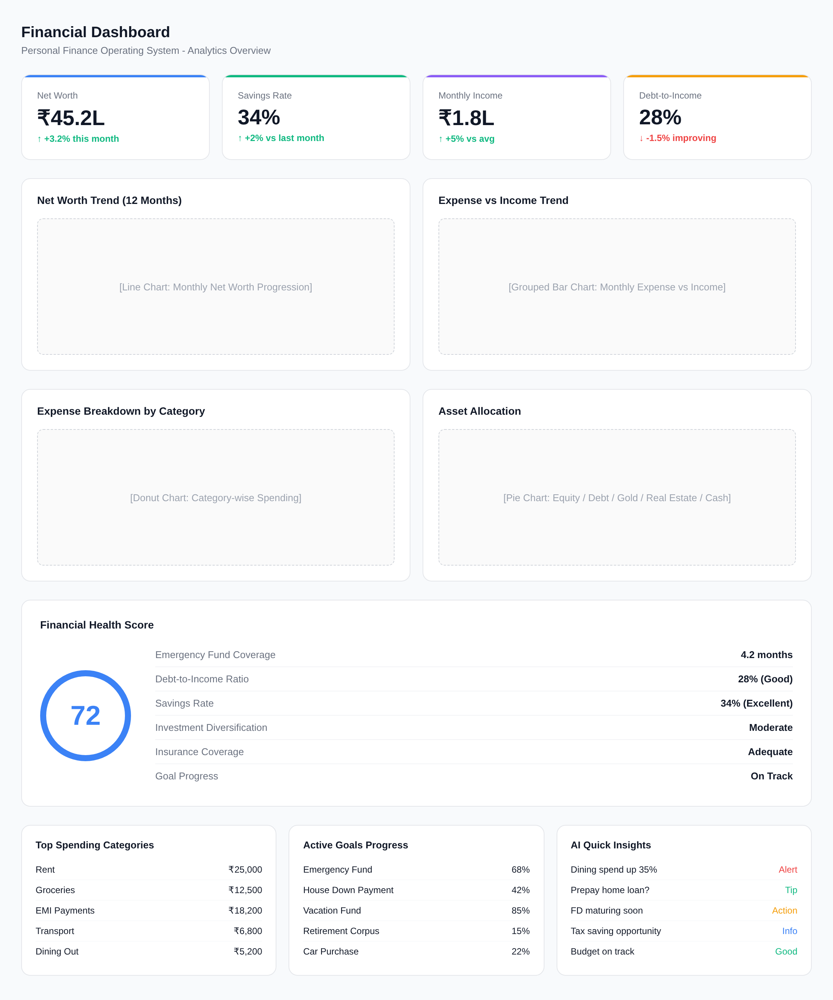 Financial Dashboard
Personal Finance Operating System - Analytics Overview
Net Worth
₹45.2L
↑ +3.2% this month
Savings Rate
34%
↑ +2% vs last month
Monthly Income
₹1.8L
↑ +5% vs avg
Debt-to-Income
28%
↓ -1.5% improving
Net Worth Trend (12 Months)
[Line Chart: Monthly Net Worth Progression]
Expense vs Income Trend
[Grouped Bar Chart: Monthly Expense vs Income]
Expense Breakdown by Category
[Donut Chart: Category-wise Spending]
Asset Allocation
[Pie Chart: Equity / Debt / Gold / Real Estate / Cash]
Financial Health Score
72
Emergency Fund Coverage 4.2 months
Debt-to-Income Ratio 28% (Good)
Savings Rate 34% (Excellent)
Investment Diversification Moderate
Insurance Coverage Adequate
Goal Progress On Track
Top Spending Categories
Rent ₹25,000
Groceries ₹12,500
EMI Payments ₹18,200
Transport ₹6,800
Dining Out ₹5,200
Active Goals Progress
Emergency Fund 68%
House Down Payment 42%
Vacation Fund 85%
Retirement Corpus 15%
Car Purchase 22%
AI Quick Insights
Dining spend up 35% Alert
Prepay home loan? Tip
FD maturing soon Action
Tax saving opportunity Info
Budget on track Good